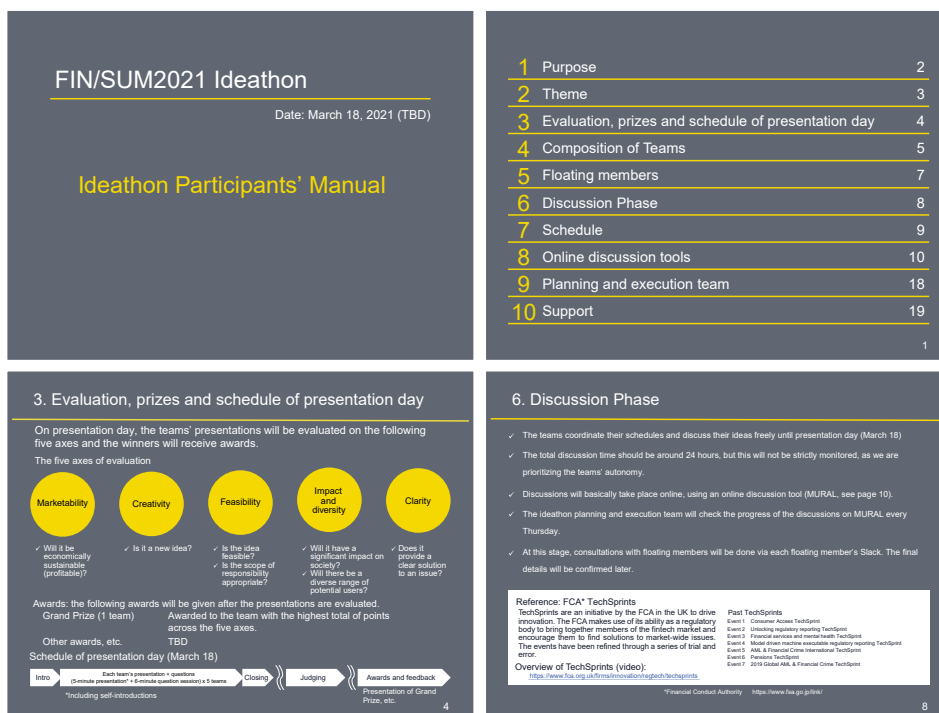 FIN/SUM2021 Ideathon
Date: March 18, 2021 (TBD)
Ideathon Participants’ Manual
1 Purpose 2
2 Theme 3
3 Evaluation, prizes and schedule of presentation day 4
4 Composition of Teams 5
5 Floating members 7
6 Discussion Phase 8
7 Schedule 9
8 Online discussion tools 10
9 Planning and execution team 18
10 Support 19
1
3. Evaluation, prizes and schedule of presentation day
On presentation day, the teams’ presentations will be evaluated on the following
five axes and the winners will receive awards.
The five axes of evaluation
Marketability
Creativity
Feasibility
Impact
and
diversity
Clarity
✓ Will it be
economically
sustainable
(profitable)?
✓ Is it a new idea?
✓ Is the idea
feasible?
✓ Is the scope of
responsibility
appropriate?
✓ Will it have a
significant impact on
society?
✓ Will there be a
diverse range of
potential users?
✓ Does it
provide a
clear solution
to an issue?
Awards: the following awards will be given after the presentations are evaluated.
Grand Prize (1 team) Awarded to the team with the highest total of points
across the five axes.
Other awards, etc. TBD
Schedule of presentation day (March 18)
Intro
Each team’s presentation + questions
(5-minute presentation* + 6-minute question session) x 5 teams
Closing
Judging
Awards and feedback
*Including self-introductions
Presentation of Grand
Prize, etc.
4
6. Discussion Phase
✓ The teams coordinate their schedules and discuss their ideas freely until presentation day (March 18)
✓ The total discussion time should be around 24 hours, but this will not be strictly monitored, as we are
prioritizing the teams’ autonomy.
✓ Discussions will basically take place online, using an online discussion tool (MURAL, see page 10).
✓ The ideathon planning and execution team will check the progress of the discussions on MURAL every
Thursday.
✓ At this stage, consultations with floating members will be done via each floating member’s Slack. The final
details will be confirmed later.
Reference: FCA* TechSprints
TechSprints are an initiative by the FCA in the UK to drive
innovation. The FCA makes use of its ability as a regulatory
body to bring together members of the fintech market and
encourage them to find solutions to market-wide issues.
The events have been refined through a series of trial and
error.
Overview of TechSprints (video):
https://www.fca.org.uk/firms/innovation/regtech/techsprints
Past TechSprints
Event 1 Consumer Access TechSprint
Event 2 Unlocking regulatory reporting TechSprint
Event 3 Financial services and mental health TechSprint
Event 4 Model driven machine executable regulatory reporting TechSprint
Event 5 AML & Financial Crime International TechSprint
Event 6 Pensions TechSprint
Event 7 2019 Global AML & Financial Crime TechSprint
*Financial Conduct Authority https://www.fsa.go.jp/link/
8